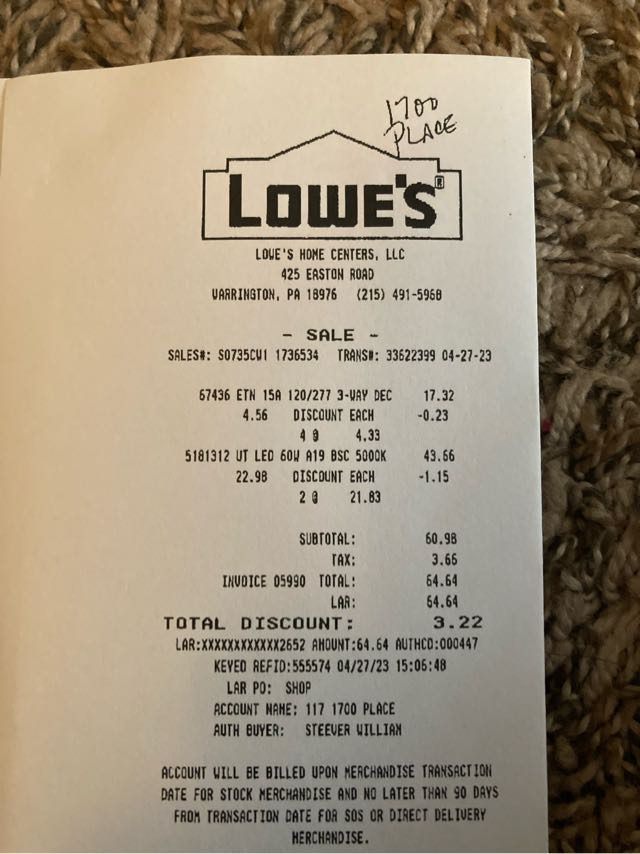 1700
PLACE
LOWE'S®
LOWE'S HOME CENTERS, LLC
425 EASTON ROAD
WARRINGTON, PA 18976 (215) 491-5968
- SALE -
SALES#: S0735CW1 1736534 TRANS#: 33622399 04-27-23
67436 ETN 15A 120/277 3-WAY DEC 17.32
4.56 DISCOUNT EACH -0.23
4 @ 4.33
5181312 UT LED 60W A19 BSC 5000K 43.66
22.98 DISCOUNT EACH -1.15
2 @ 21.83
SUBTOTAL: 60.98
TAX: 3.66
INVOICE 05990 TOTAL: 64.64
LAR: 64.64
TOTAL DISCOUNT: 3.22
LAR:XXXXXXXXXXXX2652 AMOUNT:64.64 AUTHCD:000447
KEYED REFID:555574 04/27/23 15:06:48
LAR PO: SHOP
ACCOUNT NAME: 117 1700 PLACE
AUTH BUYER: STEEVER WILLIAM
ACCOUNT WILL BE BILLED UPON MERCHANDISE TRANSACTION
DATE FOR STOCK MERCHANDISE AND NO LATER THAN 90 DAYS
FROM TRANSACTION DATE FOR SOS OR DIRECT DELIVERY
MERCHANDISE.